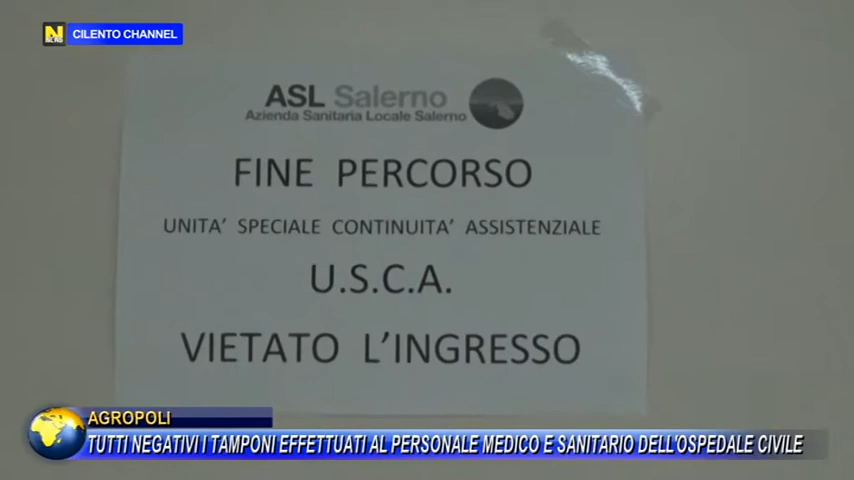 CILENTO CHANNEL
ASL Salerno
Azienda Sanitaria Locale Salerno
FINE PERCORSO
UNITA' SPECIALE CONTINUITA' ASSISTENZIALE
U.S.C.A.
VIETATO L'INGRESSO
AGROPOLI
TUTTI NEGATIVI I TAMPONI EFFETTUATI AL PERSONALE MEDICO E SANITARIO DELL'OSPEDALE CIVILE